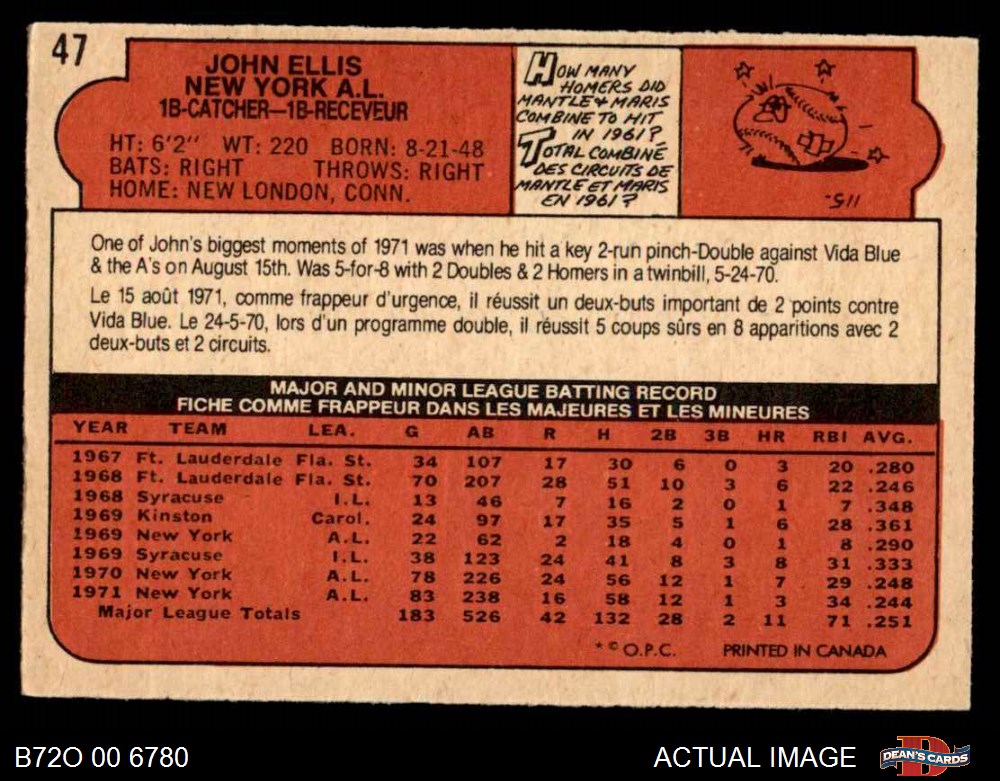 47
JOHN ELLIS
NEW YORK A.L.
1B-CATCHER—1B-RECEVEUR
HT: 6'2" WT: 220 BORN: 8-21-48
BATS: RIGHT THROWS: RIGHT
HOME: NEW LONDON, CONN.
HOW MANY
HOMERS DID
MANTLE & MARIS
COMBINE TO HIT
IN 1961?
TOTAL COMBINÉ
DES CIRCUITS DE
MANTLE ET MARIS
EN 1961?
115.
One of John's biggest moments of 1971 was when he hit a key 2-run pinch-Double against Vida Blue
& the A's on August 15th. Was 5-for-8 with 2 Doubles & 2 Homers in a twinbill, 5-24-70.
Le 15 août 1971, comme frappeur d'urgence, il réussit un deux-buts important de 2 points contre
Vida Blue. Le 24-5-70, lors d'un programme double, il réussit 5 coups sûrs en 8 apparitions avec 2
deux-buts et 2 circuits.
MAJOR AND MINOR LEAGUE BATTING RECORD
FICHE COMME FRAPPEUR DANS LES MAJEURES ET LES MINEURES
YEAR TEAM LEA. G AB R H 2B 3B HR RBI AVG.
1967 Ft. Lauderdale Fla. St. 34 107 17 30 6 0 3 20 .280
1968 Ft. Lauderdale Fla. St. 70 207 28 51 10 3 6 22 .246
1968 Syracuse I.L. 13 46 7 16 2 0 1 7 .348
1969 Kinston Carol. 24 97 17 35 5 1 6 28 .361
1969 New York A.L. 22 62 2 18 4 0 1 8 .290
1969 Syracuse I.L. 38 123 24 41 8 3 8 31 .333
1970 New York A.L. 78 226 24 56 12 1 7 29 .248
1971 New York A.L. 83 238 16 58 12 1 3 34 .244
Major League Totals 183 526 42 132 28 2 11 71 .251
*© O.P.C. PRINTED IN CANADA
B72O 00 6780
ACTUAL IMAGE
DEAN'S CARDS